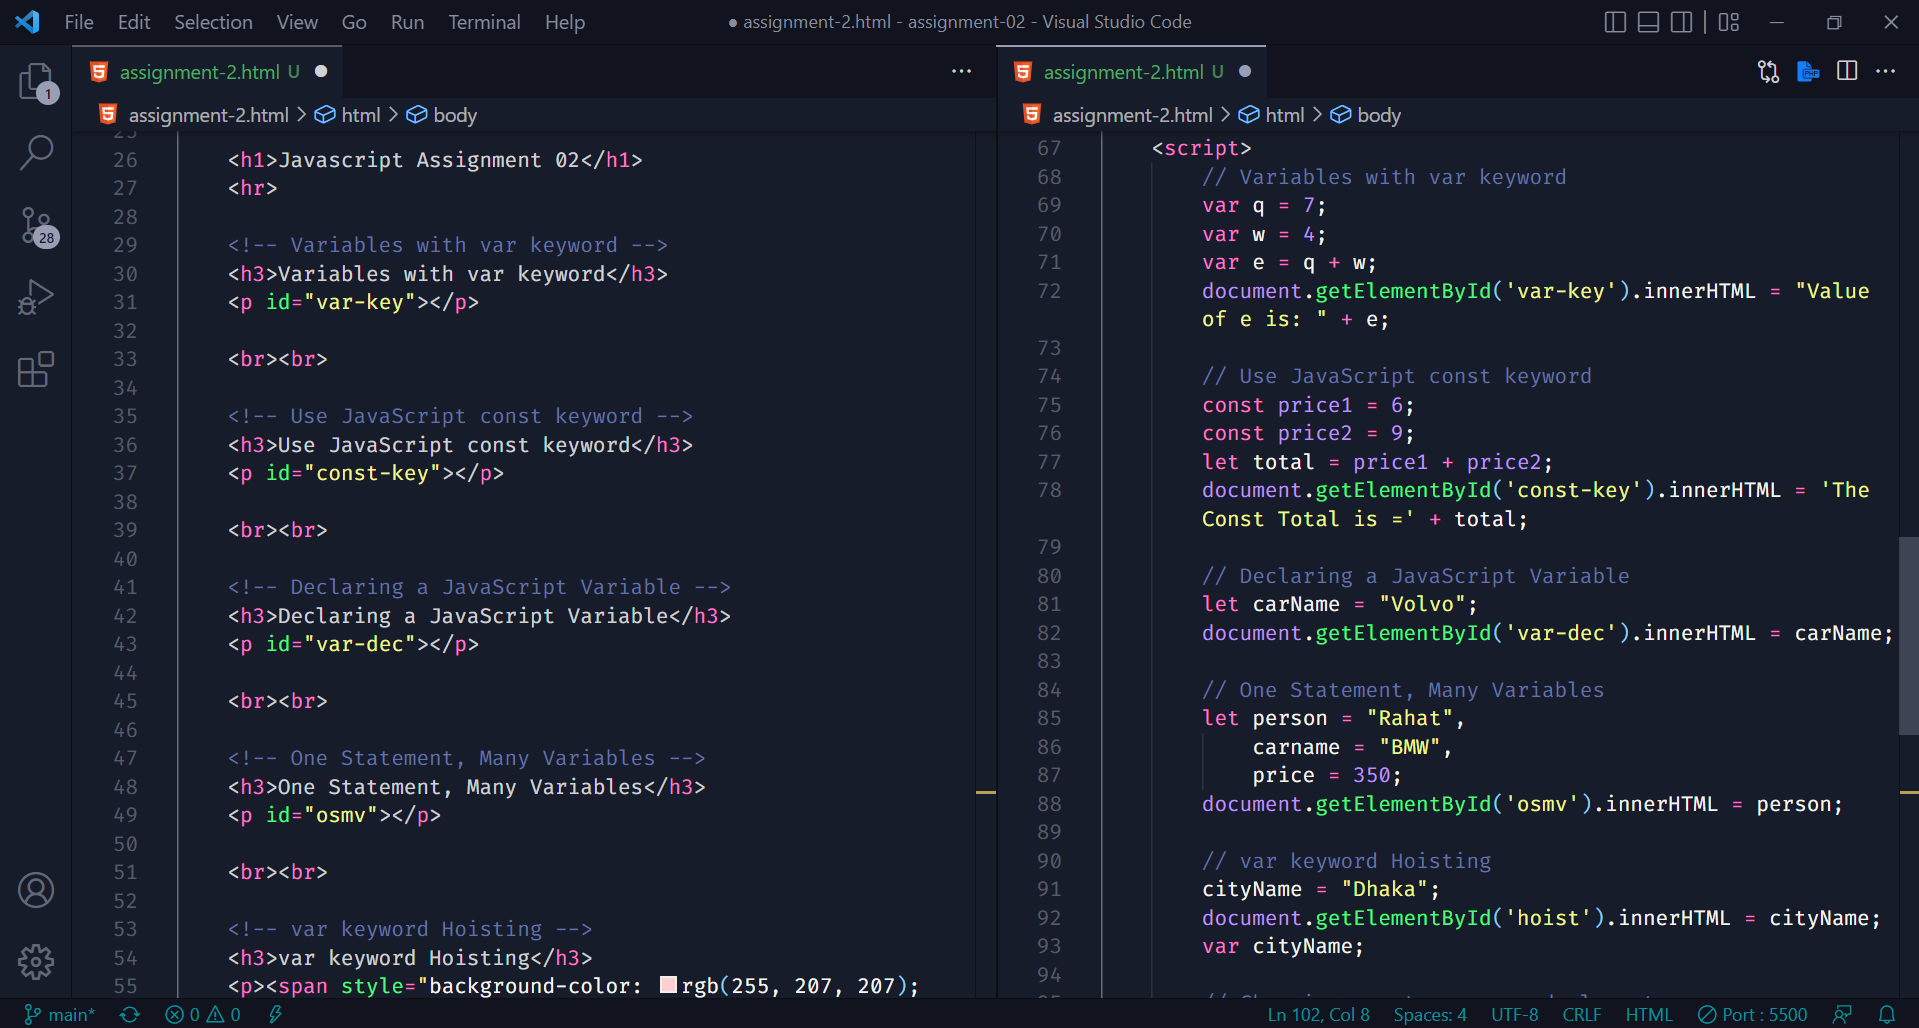 File Edit Selection View Go Run Terminal Help
● assignment-2.html - assignment-02 - Visual Studio Code
assignment-2.html U ●
assignment-2.html > html > body
1
28
26 <h1>Javascript Assignment 02</h1>
27 <hr>
28
29 <!-- Variables with var keyword -->
30 <h3>Variables with var keyword</h3>
31 <p id="var-key"></p>
32
33 <br><br>
34
35 <!-- Use JavaScript const keyword -->
36 <h3>Use JavaScript const keyword</h3>
37 <p id="const-key"></p>
38
39 <br><br>
40
41 <!-- Declaring a JavaScript Variable -->
42 <h3>Declaring a JavaScript Variable</h3>
43 <p id="var-dec"></p>
44
45 <br><br>
46
47 <!-- One Statement, Many Variables -->
48 <h3>One Statement, Many Variables</h3>
49 <p id="osmv"></p>
50
51 <br><br>
52
53 <!-- var keyword Hoisting -->
54 <h3>var keyword Hoisting</h3>
55 <p><span style="background-color: rgb(255, 207, 207);
assignment-2.html U ●
assignment-2.html > html > body
67 <script>
68 // Variables with var keyword
69 var q = 7;
70 var w = 4;
71 var e = q + w;
72 document.getElementById('var-key').innerHTML = "Value
of e is: " + e;
73
74 // Use JavaScript const keyword
75 const price1 = 6;
76 const price2 = 9;
77 let total = price1 + price2;
78 document.getElementById('const-key').innerHTML = 'The
Const Total is =' + total;
79
80 // Declaring a JavaScript Variable
81 let carName = "Volvo";
82 document.getElementById('var-dec').innerHTML = carName;
83
84 // One Statement, Many Variables
85 let person = "Rahat",
86 carname = "BMW",
87 price = 350;
88 document.getElementById('osmv').innerHTML = person;
89
90 // var keyword Hoisting
91 cityName = "Dhaka";
92 document.getElementById('hoist').innerHTML = cityName;
93 var cityName;
94
main* 0 0 Ln 102, Col 8 Spaces: 4 UTF-8 CRLF HTML Port : 5500